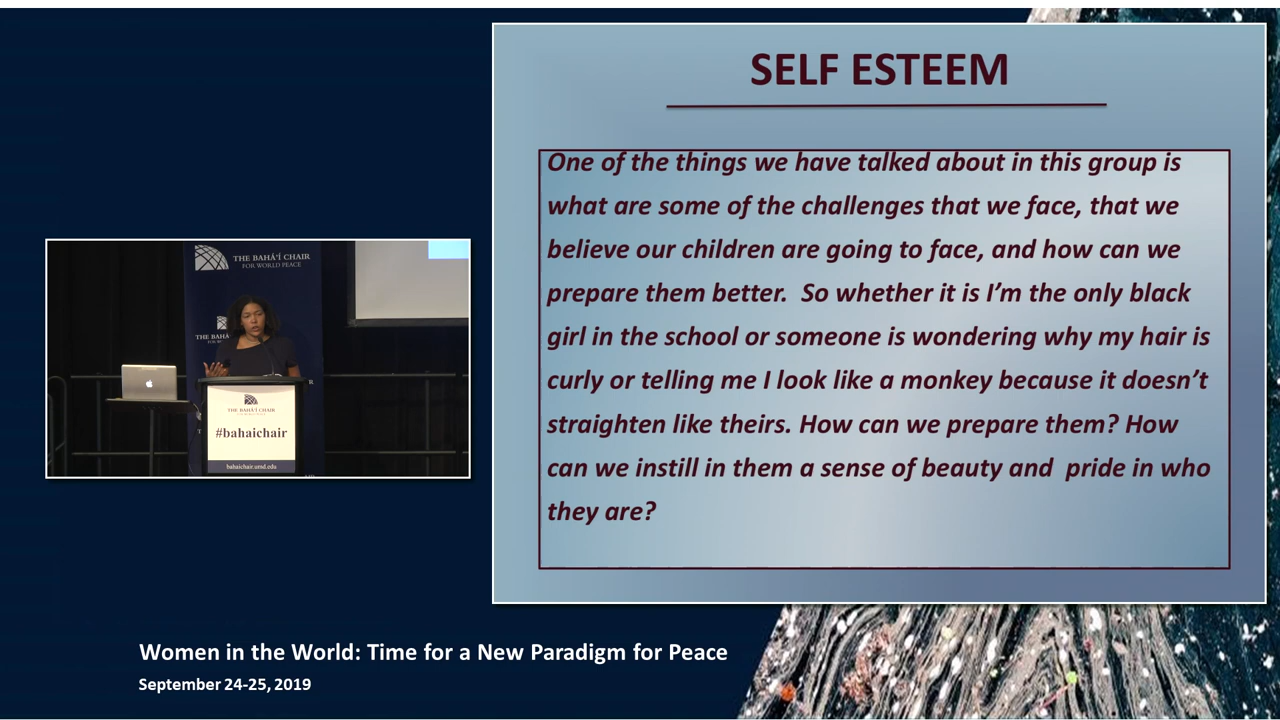 SELF ESTEEM
One of the things we have talked about in this group is
what are some of the challenges that we face, that we
believe our children are going to face, and how can we
prepare them better.  So whether it is I’m the only black
girl in the school or someone is wondering why my hair is
curly or telling me I look like a monkey because it doesn’t
straighten like theirs. How can we prepare them? How
can we instill in them a sense of beauty and  pride in who
they are?
THE BAHÁ’Í CHAIR
FOR WORLD PEACE
THE BAHÁ
THE BAHÁ’Í CHAIR
#bahaichair
bahaichair.umd.edu
Women in the World: Time for a New Paradigm for Peace
September 24-25, 2019